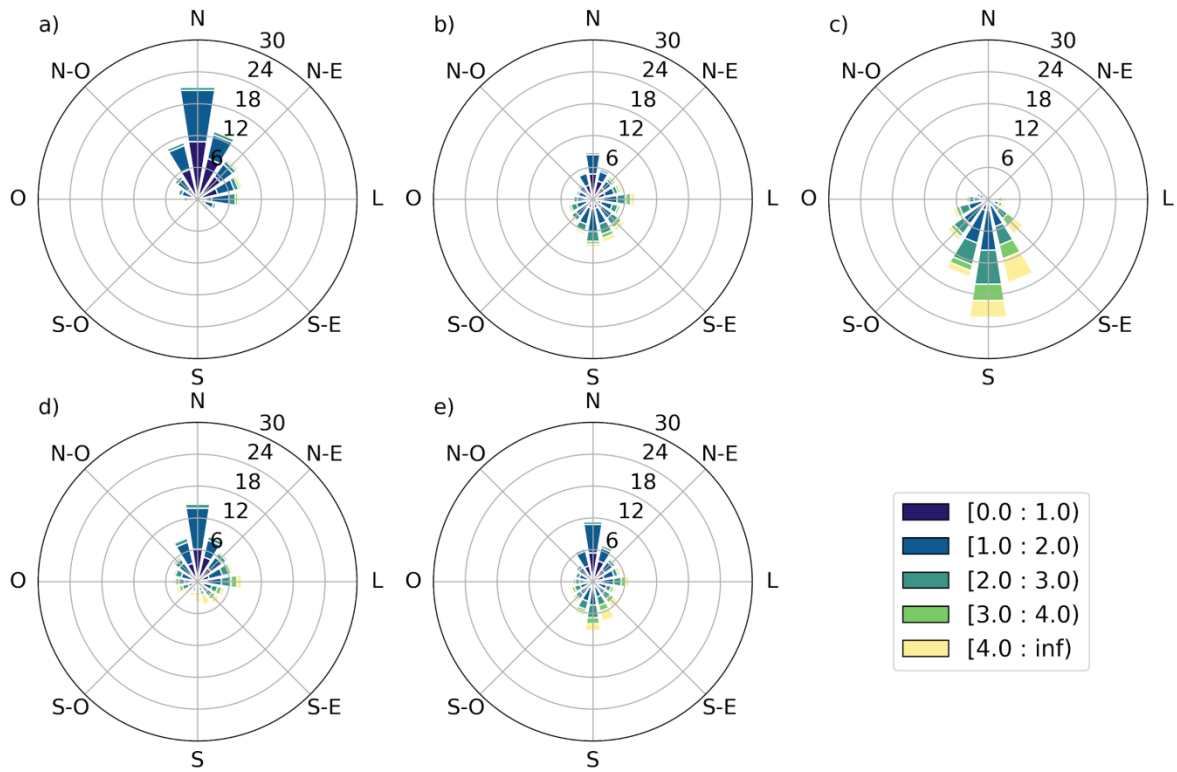 a)
N
30
24
18
12
6
N-O
N-E
O
L
S-O
S-E
S
b)
N
30
24
18
12
6
N-O
N-E
O
L
S-O
S-E
S
c)
N
30
24
18
12
6
N-O
N-E
O
L
S-O
S-E
S
d)
N
30
24
18
12
6
N-O
N-E
O
L
S-O
S-E
S
e)
N
30
24
18
12
6
N-O
N-E
O
L
S-O
S-E
S
[0.0 : 1.0)
[1.0 : 2.0)
[2.0 : 3.0)
[3.0 : 4.0)
[4.0 : inf)